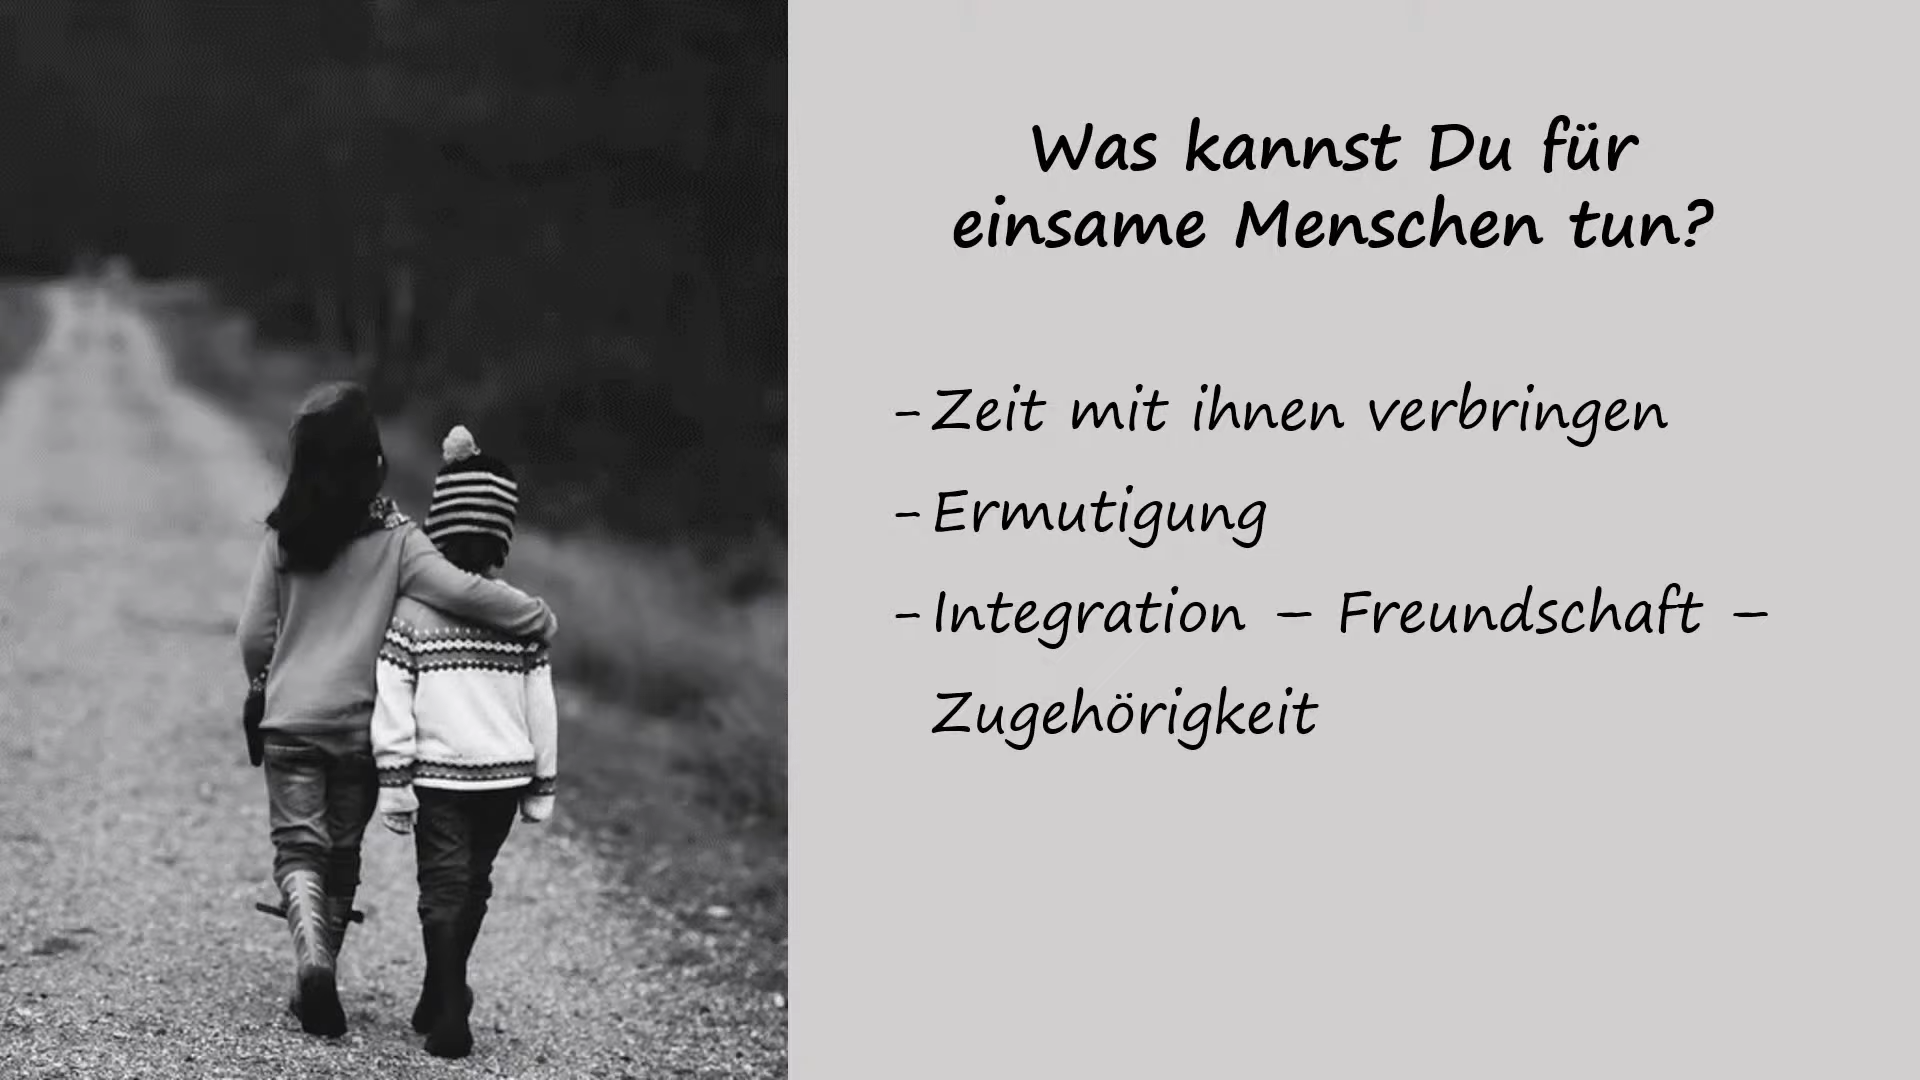 Was kannst Du für
einsame Menschen tun?
- Zeit mit ihnen verbringen
- Ermutigung
- Integration – Freundschaft –
Zugehörigkeit